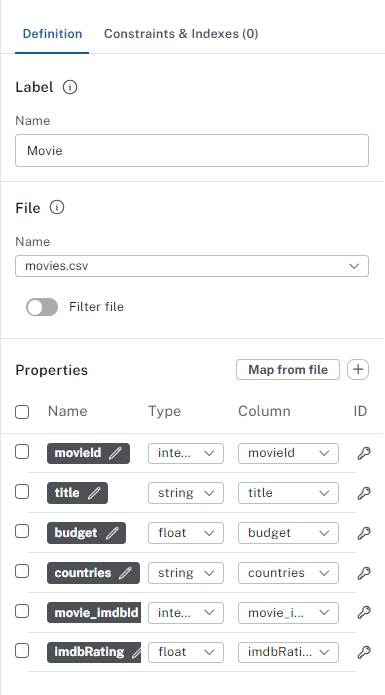 Definition Constraints & Indexes (0)
Label
Name
Movie
File
Name
movies.csv
Filter file
Properties Map from file
Name Type Column ID
movieId inte... movieId
title string title
budget float budget
countries string countries
movie_imdbId inte... movie_i...
imdbRating float imdbRati...